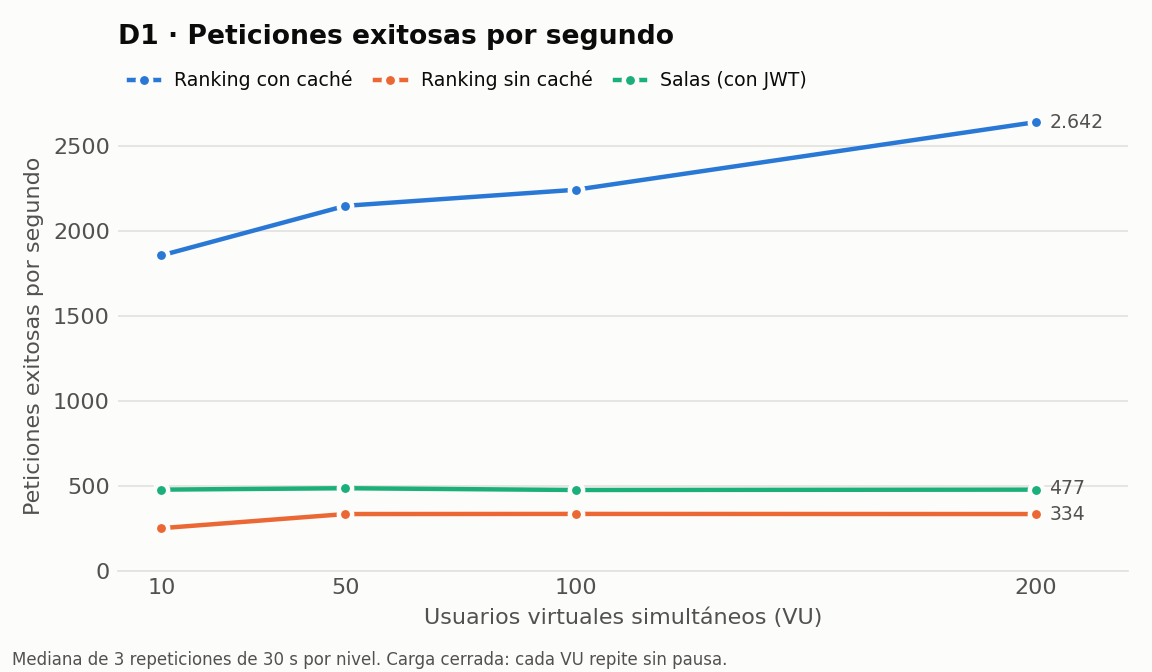 D1 · Peticiones exitosas por segundo
Ranking con caché Ranking sin caché Salas (con JWT)
Peticiones exitosas por segundo
2500
2000
1500
1000
500
0
2.642
477
334
10 50 100 200
Usuarios virtuales simultáneos (VU)
Mediana de 3 repeticiones de 30 s por nivel. Carga cerrada: cada VU repite sin pausa.